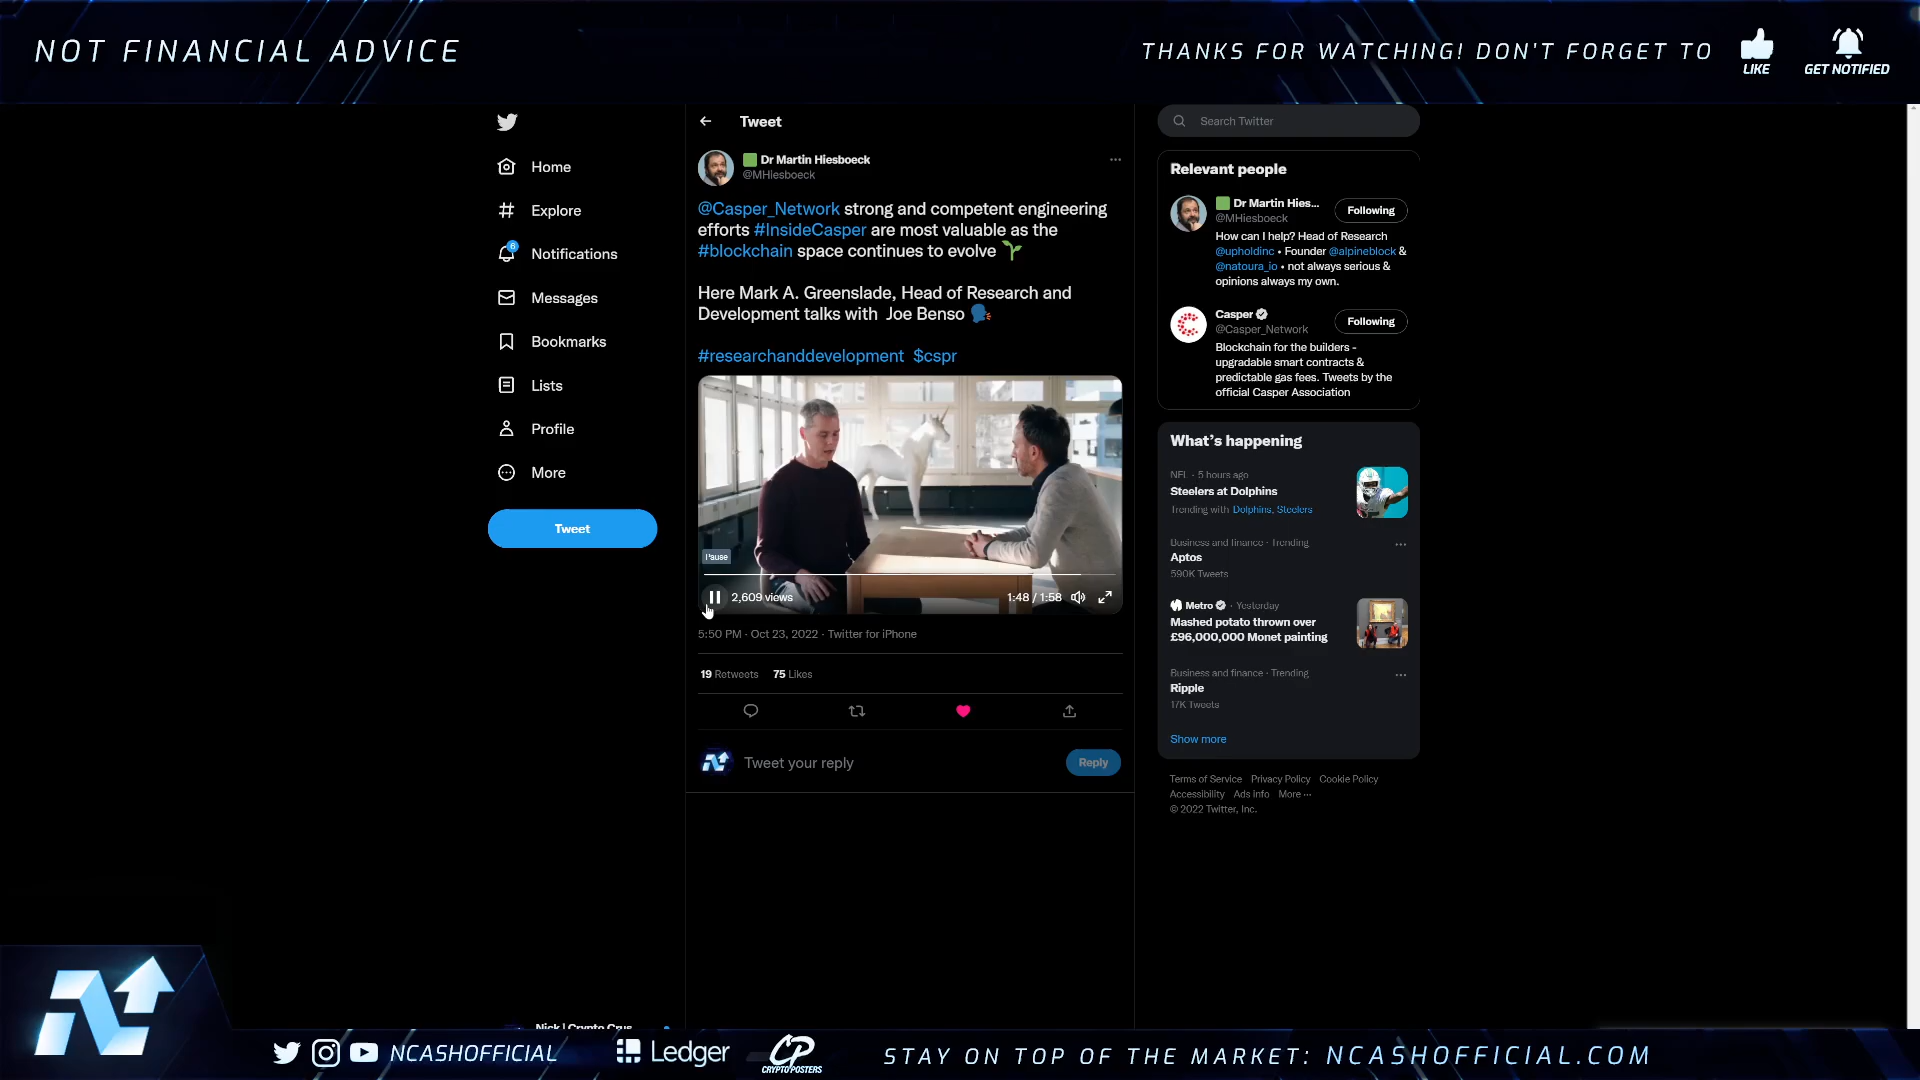 NOT FINANCIAL ADVICE
THANKS FOR WATCHING! DON'T FORGET TO
LIKE
GET NOTIFIED
Home
Explore
6
Notifications
Messages
Bookmarks
Lists
Profile
More
Tweet
Tweet
Dr Martin Hiesboeck
@MHiesboeck
@Casper_Network strong and competent engineering
efforts #InsideCasper are most valuable as the
#blockchain space continues to evolve
Here Mark A. Greenslade, Head of Research and
Development talks with Joe Benso
#researchanddevelopment $cspr
Pause
2,609 views
1:48 / 1:58
5:50 PM · Oct 23, 2022 · Twitter for iPhone
19 Retweets 75 Likes
Tweet your reply
Reply
Search Twitter
Relevant people
Dr Martin Hies...
@MHiesboeck
Following
How can I help? Head of Research
@upholdinc • Founder @alpineblock &
@natoura_io • not always serious &
opinions always my own.
Casper
@Casper_Network
Following
Blockchain for the builders -
upgradable smart contracts &
predictable gas fees. Tweets by the
official Casper Association
What's happening
NFL · 5 hours ago
Steelers at Dolphins
Trending with Dolphins, Steelers
Business and finance · Trending
Aptos
590K Tweets
Metro · Yesterday
Mashed potato thrown over
£96,000,000 Monet painting
Business and finance · Trending
Ripple
17K Tweets
Show more
Terms of Service Privacy Policy Cookie Policy
Accessibility Ads info More ···
© 2022 Twitter, Inc.
Nick | Crypto Crus
NCASHOFFICIAL
Ledger
CP
CRYPTOPOSTERS
STAY ON TOP OF THE MARKET: NCASHOFFICIAL.COM